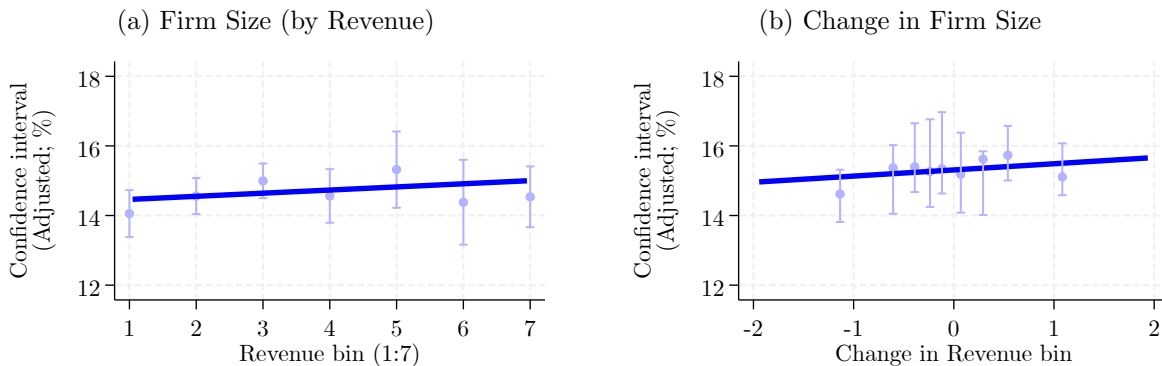 (a) Firm Size (by Revenue)
Confidence interval
(Adjusted; %)
18
16
14
12
1 2 3 4 5 6 7
Revenue bin (1:7)
(b) Change in Firm Size
Confidence interval
(Adjusted; %)
18
16
14
12
-2 -1 0 1 2
Change in Revenue bin